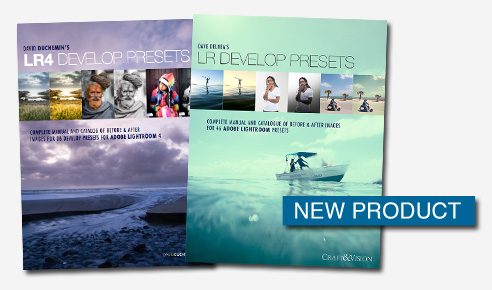 DAVID DUCHEMIN'S
LR4 DEVELOP PRESETS
COMPLETE MANUAL AND CATALOG OF BEFORE & AFTER
IMAGES FOR 36 DEVELOP PRESETS FOR ADOBE LIGHTROOM 4
DAVE DELNEA'S
LR DEVELOP PRESETS
COMPLETE MANUAL AND CATALOGUE OF BEFORE & AFTER IMAGES
FOR 46 ADOBE LIGHTROOM PRESETS
CRAFT&VISION
NEW PRODUCT